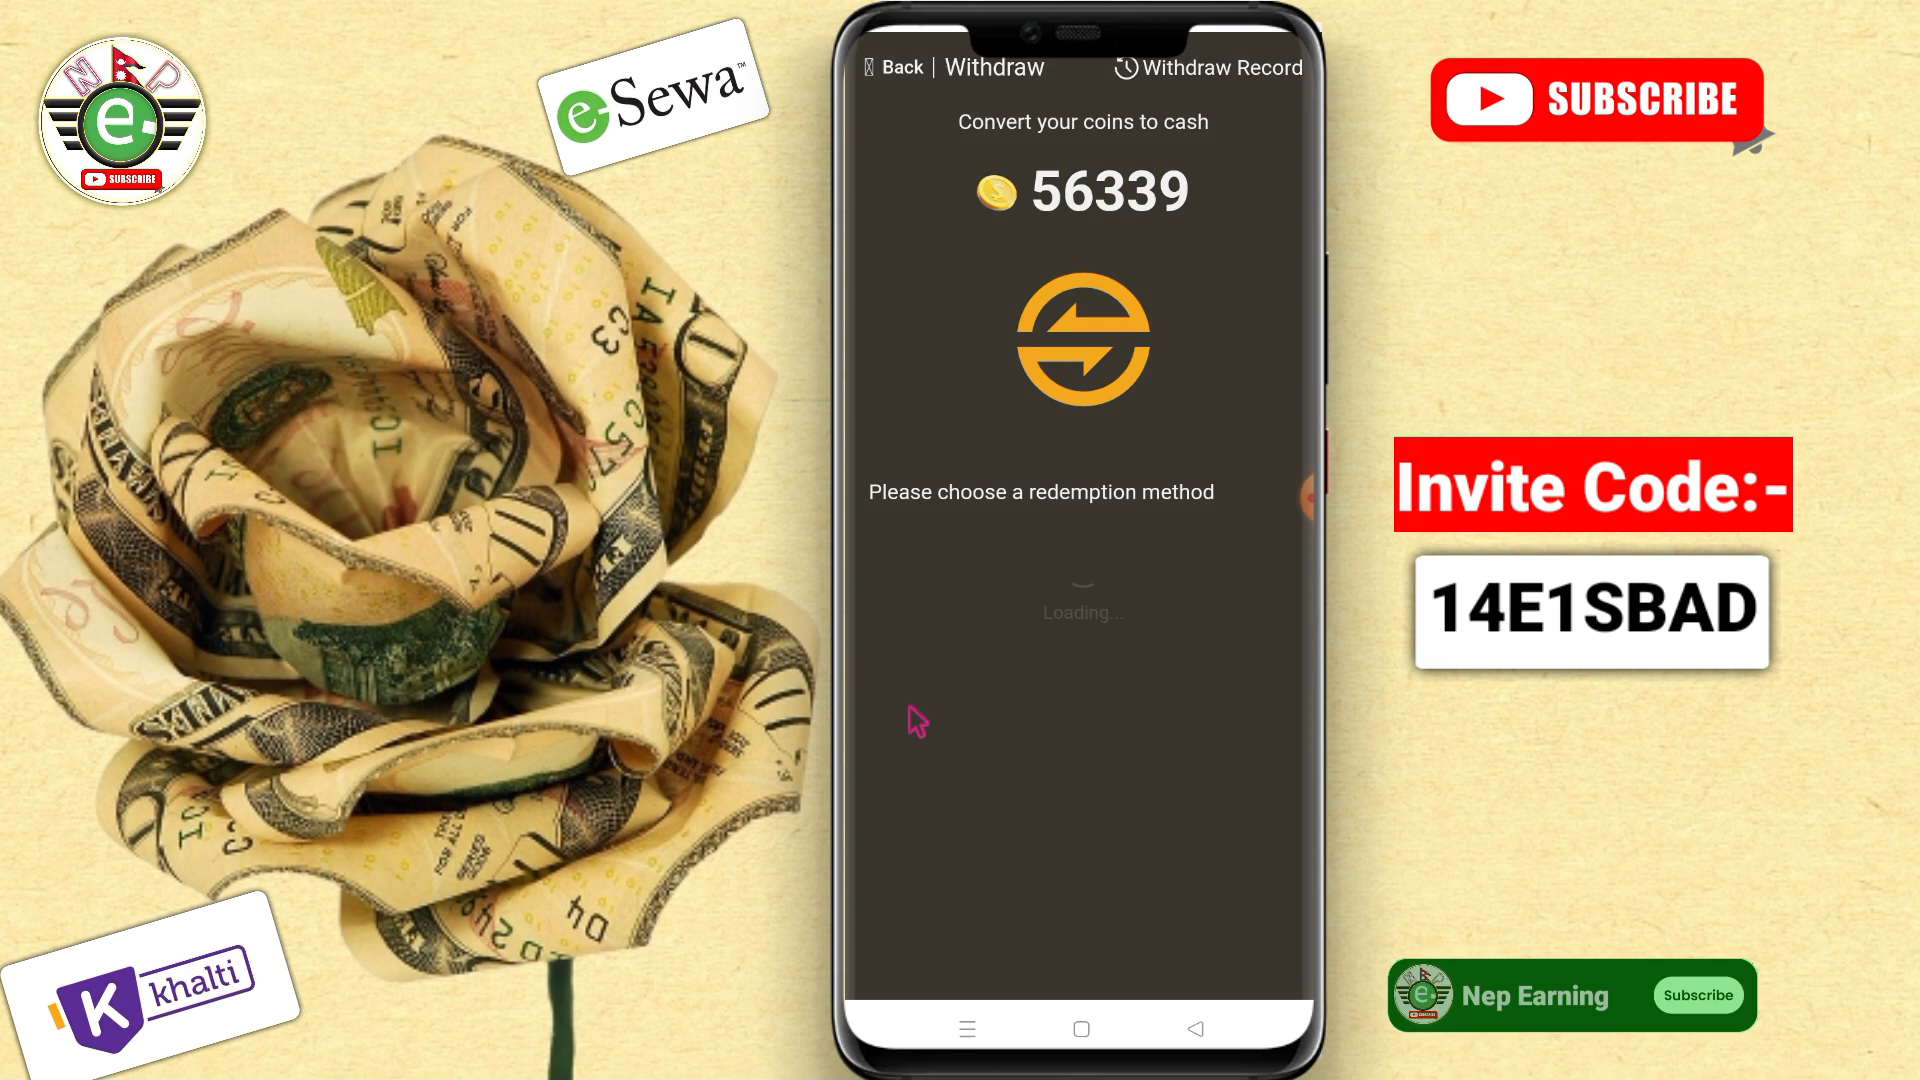 N P
e
SUBSCRIBE
eSewa™
Back | Withdraw
Withdraw Record
Convert your coins to cash
56339
Please choose a redemption method
Loading...
SUBSCRIBE
Invite Code:-
14E1SBAD
K khalti
Nep Earning
Subscribe